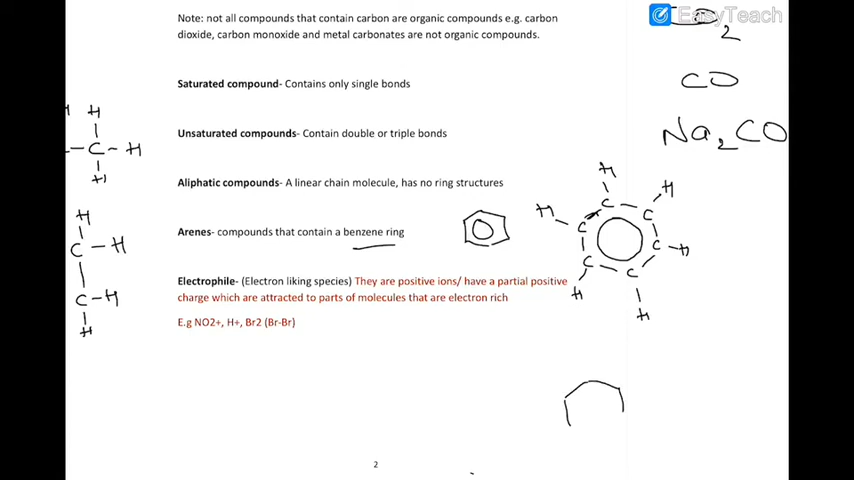 Note: not all compounds that contain carbon are organic compounds e.g. carbon
dioxide, carbon monoxide and metal carbonates are not organic compounds.
EasyTeach
2
CO
Saturated compound- Contains only single bonds
H
H
Na2CO
Unsaturated compounds- Contain double or triple bonds
C H
H
Aliphatic compounds- A linear chain molecule, has no ring structures
H
H
H
C
C
H
C
H
C H
Arenes- compounds that contain a benzene ring
C H
C
C
Electrophile- (Electron liking species) They are positive ions/ have a partial positive
charge which are attracted to parts of molecules that are electron rich
C H
H
H
H
E.g NO2+, H+, Br2 (Br-Br)
2